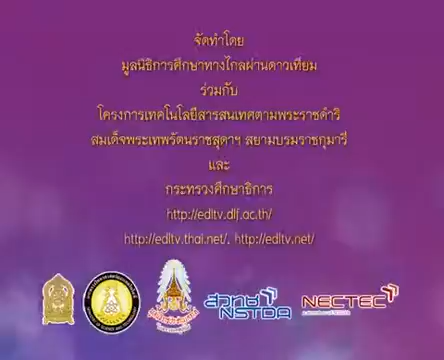 จัดทำโดย
มูลนิธิการศึกษาทางไกลผ่านดาวเทียม
ร่วมกับ
โครงการเทคโนโลยีสารสนเทศตามพระราชดำริ
สมเด็จพระเทพรัตนราชสุดาฯ สยามบรมราชกุมารี
และ
กระทรวงศึกษาธิการ
http://edltv.dlf.ac.th/
http://edltv.thai.net/, http://edltv.net/
สวทช
NSTDA
NECTEC